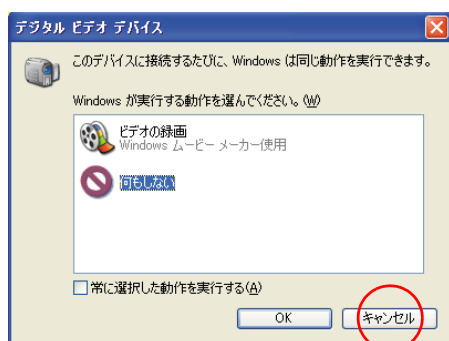 デジタル ビデオ デバイス
このデバイスに接続するたびに、Windows は同じ動作を実行できます。
Windows が実行する動作を選んでください。(W)
ビデオの録画
Windows ムービー メーカー使用
何もしない
常に選択した動作を実行する(A)
OK
キャンセル